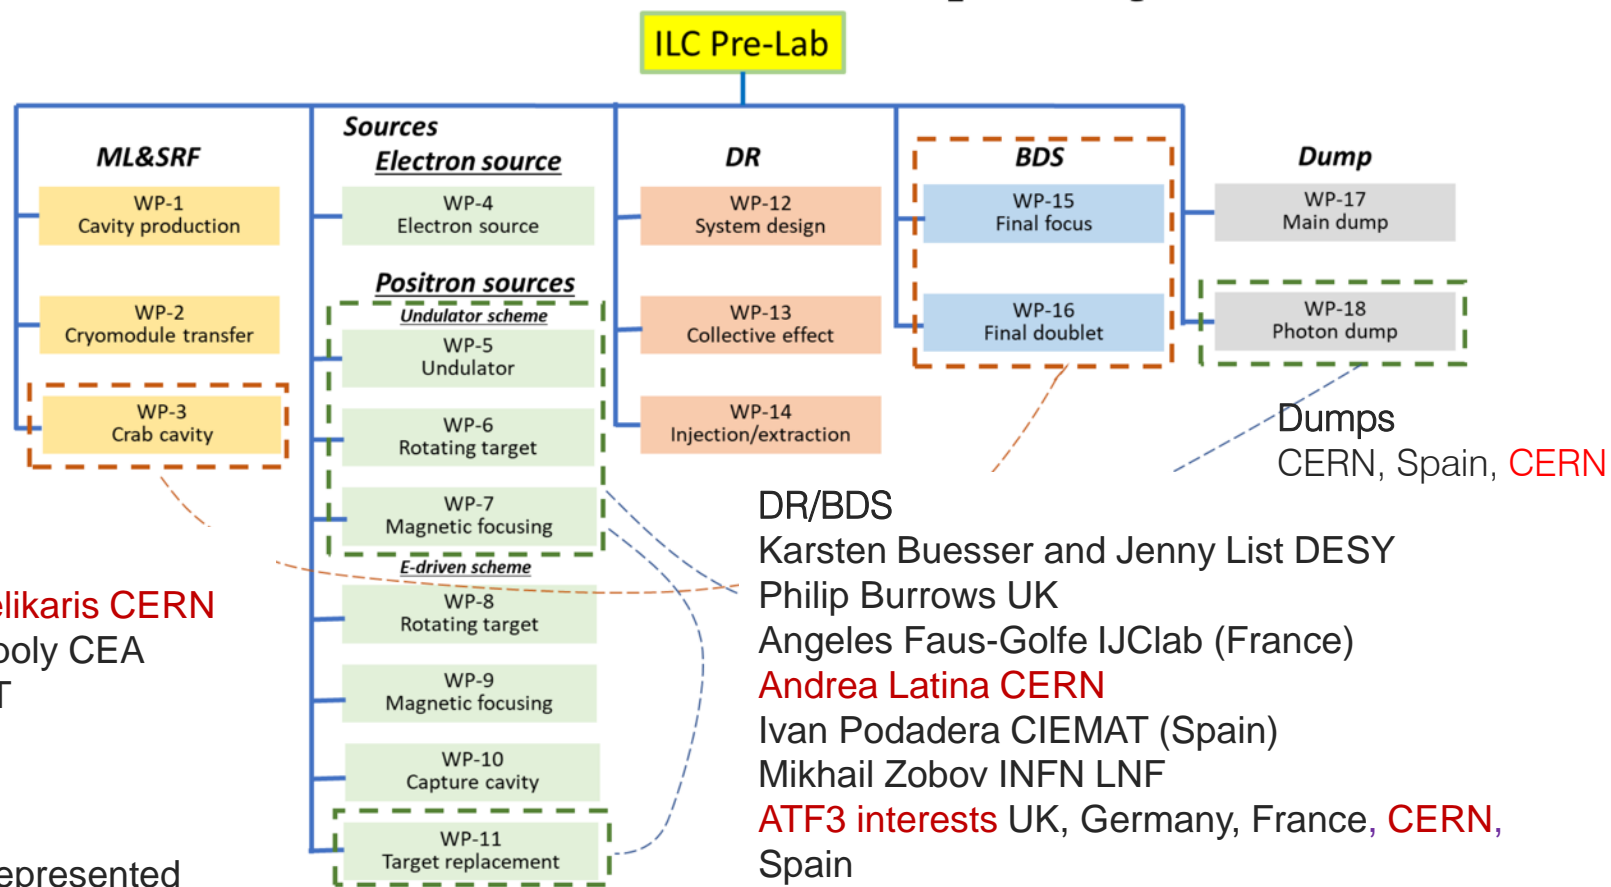 ILC Pre-Lab
ML&SRF
WP-1
Cavity production
WP-2
Cryomodule transfer
WP-3
Crab cavity
Sources
Electron source
WP-4
Electron source
Positron sources
Undulator scheme
WP-5
Undulator
WP-6
Rotating target
WP-7
Magnetic focusing
E-driven scheme
WP-8
Rotating target
WP-9
Magnetic focusing
WP-10
Capture cavity
WP-11
Target replacement
DR
WP-12
System design
WP-13
Collective effect
WP-14
Injection/extraction
BDS
WP-15
Final focus
WP-16
Final doublet
Dump
WP-17
Main dump
WP-18
Photon dump
Dumps
CERN, Spain, CERN
DR/BDS
Karsten Buesser and Jenny List DESY
Philip Burrows UK
Angeles Faus-Golfe IJClab (France)
Andrea Latina CERN
Ivan Podadera CIEMAT (Spain)
Mikhail Zobov INFN LNF
ATF3 interests UK, Germany, France, CERN,
Spain
elikaris CERN
ooly CEA
T
epresented